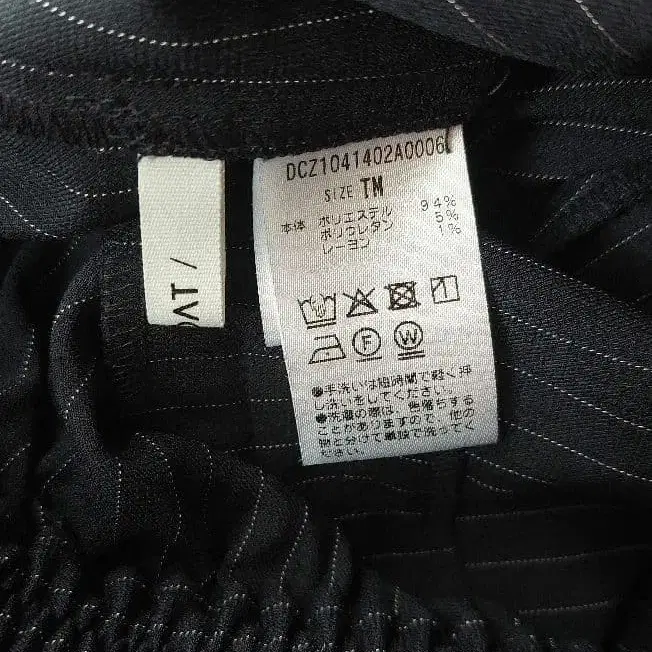 DCZ1041402A0006
SIZE TM
本体 ポリエステル 94%
ポリウレタン 5%
レーヨン 1%
F W
●手洗いは短時間で軽く押
し洗いをしてください。
●洗濯の際は、色落ちする
ことがありますので、他の
物と分けて単独で洗ってく
ださい。
OAT /